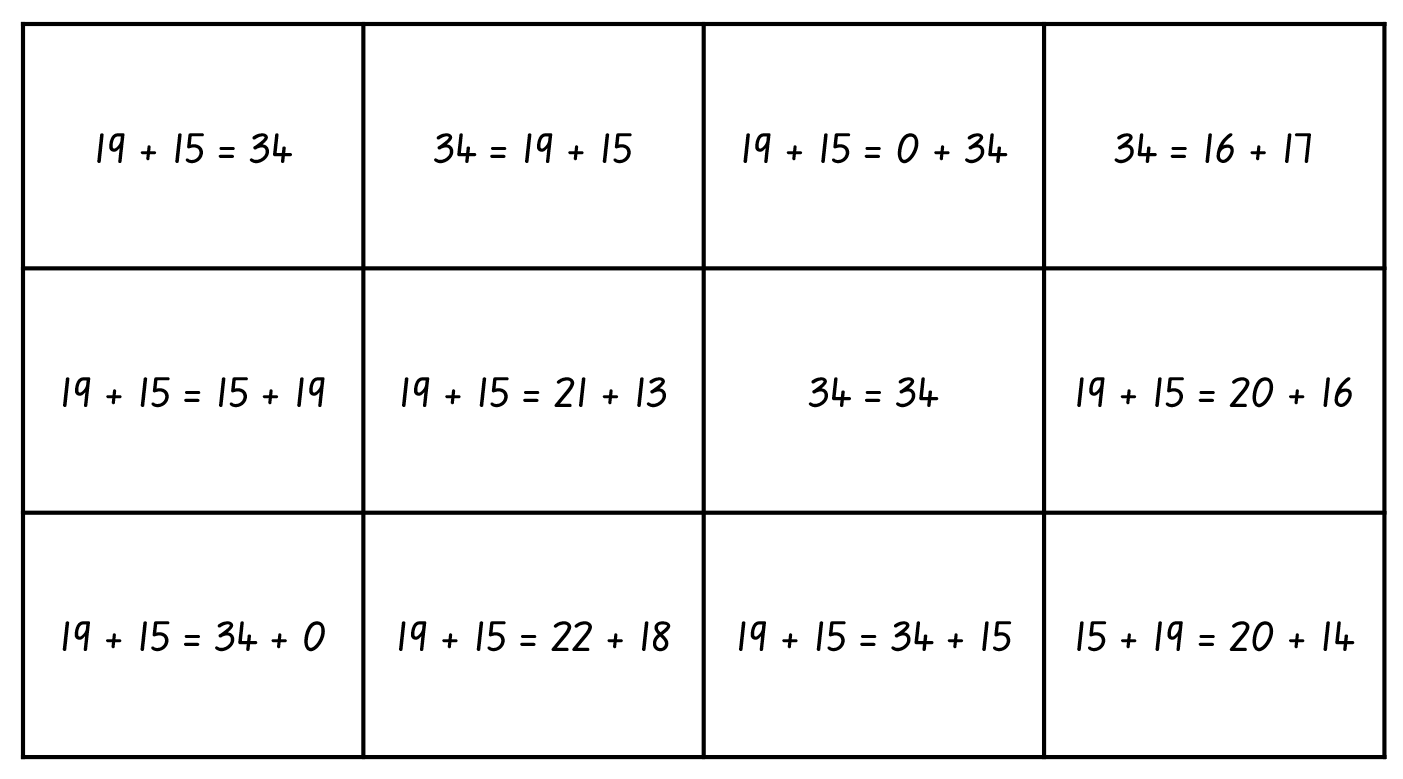 19 + 15 = 34
34 = 19 + 15
19 + 15 = 0 + 34
34 = 16 + 17
19 + 15 = 15 + 19
19 + 15 = 21 + 13
34 = 34
19 + 15 = 20 + 16
19 + 15 = 34 + 0
19 + 15 = 22 + 18
19 + 15 = 34 + 15
15 + 19 = 20 + 14